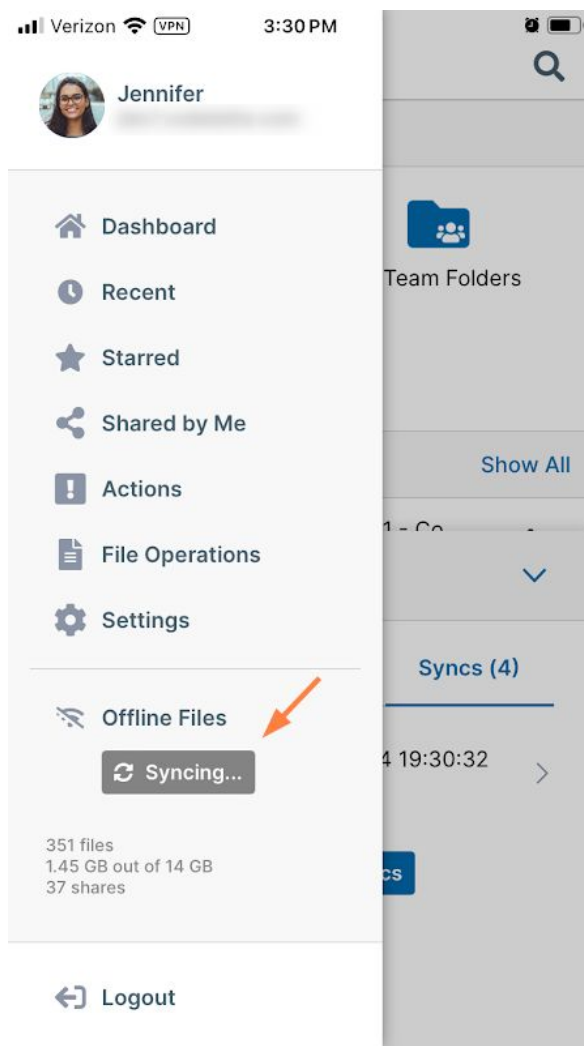 Verizon VPN 3:30 PM
Jennifer
Dashboard
Team Folders
Recent
Starred
Shared by Me
Show All
Actions
File Operations
Settings
Syncs (4)
Offline Files
Syncing...
4 19:30:32
351 files
1.45 GB out of 14 GB
37 shares
cs
Logout